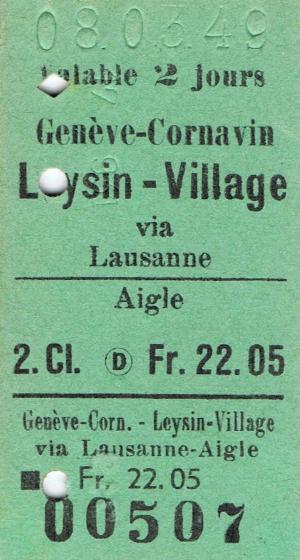 08.03.49
Valable 2 jours
Genève-Cornavin
Leysin - Village
via
Lausanne
Aigle
2. Cl. D Fr. 22.05
Genève-Corn. - Leysin-Village
via Lausanne-Aigle
Fr. 22.05
00507